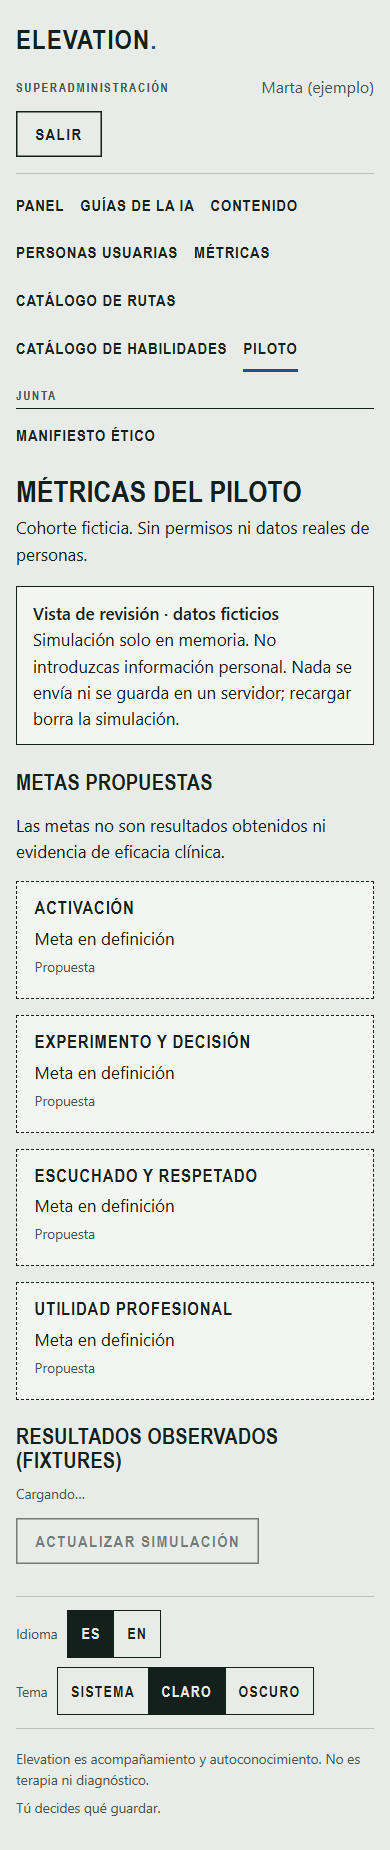 ELEVATION.
SUPERADMINISTRACIÓN
Marta (ejemplo)
SALIR
PANEL GUÍAS DE LA IA CONTENIDO
PERSONAS USUARIAS MÉTRICAS
CATÁLOGO DE RUTAS
CATÁLOGO DE HABILIDADES PILOTO
JUNTA
MANIFIESTO ÉTICO
MÉTRICAS DEL PILOTO
Cohorte ficticia. Sin permisos ni datos reales de
personas.
Vista de revisión · datos ficticios
Simulación solo en memoria. No
introduzcas información personal. Nada se
envía ni se guarda en un servidor; recargar
borra la simulación.
METAS PROPUESTAS
Las metas no son resultados obtenidos ni
evidencia de eficacia clínica.
ACTIVACIÓN
Meta en definición
Propuesta
EXPERIMENTO Y DECISIÓN
Meta en definición
Propuesta
ESCUCHADO Y RESPETADO
Meta en definición
Propuesta
UTILIDAD PROFESIONAL
Meta en definición
Propuesta
RESULTADOS OBSERVADOS
(FIXTURES)
Cargando…
ACTUALIZAR SIMULACIÓN
Idioma ES EN
Tema SISTEMA CLARO OSCURO
Elevation es acompañamiento y autoconocimiento. No es
terapia ni diagnóstico.
Tú decides qué guardar.